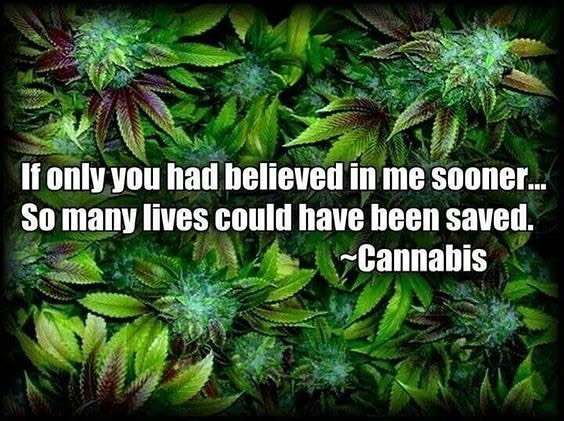 If only you had believed in me sooner...
So many lives could have been saved.
~Cannabis